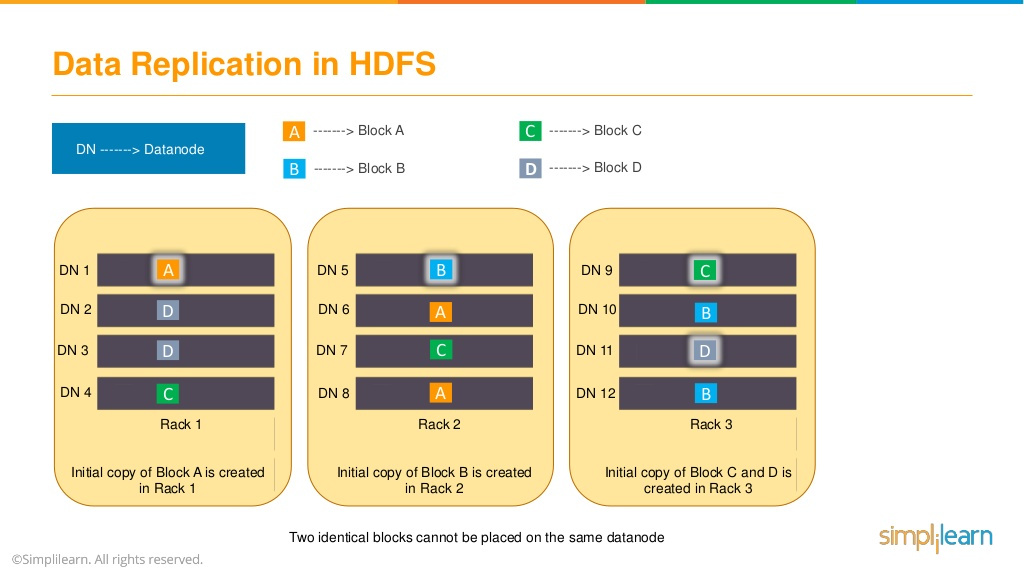 Data Replication in HDFS
DN -------> Datanode
A -------> Block A
C -------> Block C
B -------> Block B
D -------> Block D
DN 1 A
DN 2 D
DN 3 D
DN 4 C
Rack 1
Initial copy of Block A is created
in Rack 1
DN 5 B
DN 6 A
DN 7 C
DN 8 A
Rack 2
Initial copy of Block B is created
in Rack 2
DN 9 C
DN 10 B
DN 11 D
DN 12 B
Rack 3
Initial copy of Block C and D is
created in Rack 3
Two identical blocks cannot be placed on the same datanode
simplilearn
©Simplilearn. All rights reserved.